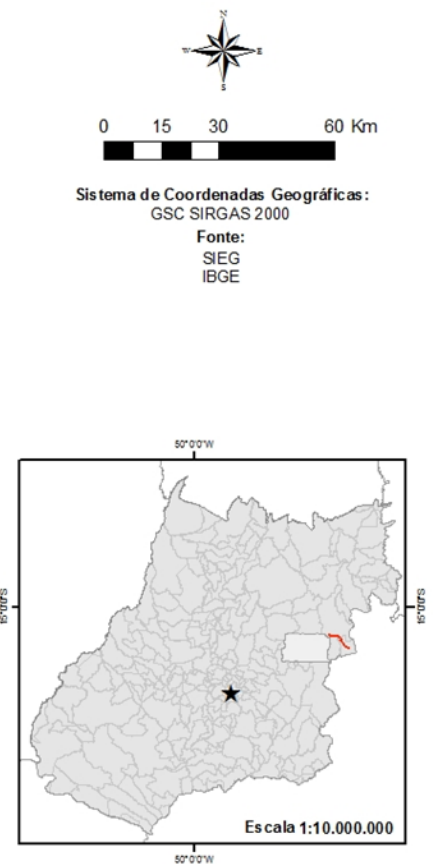 N
W E
S
0 15 30 60 Km
Sistema de Coordenadas Geográficas:
GSC SIRGAS 2000
Fonte:
SIEG
IBGE
50°0'0"W
15°0'0"S 15°0'0"S
Escala 1:10.000.000
50°0'0"W